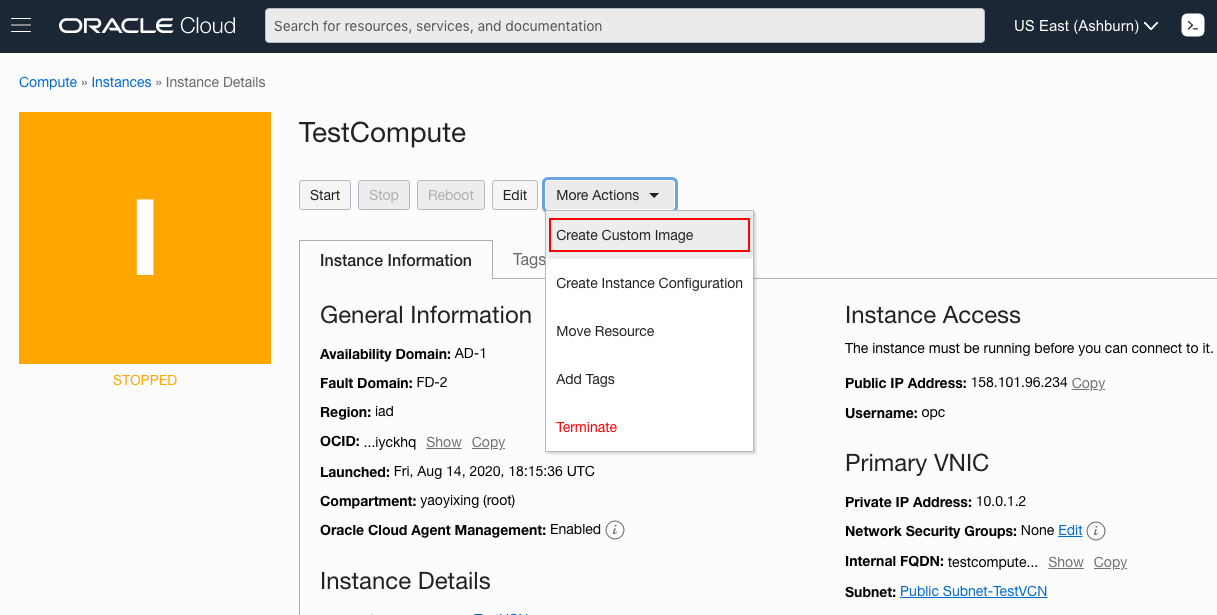 ORACLE Cloud
Search for resources, services, and documentation
US East (Ashburn)
Compute » Instances » Instance Details
I
STOPPED
TestCompute
Start Stop Reboot Edit More Actions
Create Custom Image
Create Instance Configuration
Move Resource
Add Tags
Terminate
Instance Information Tags
General Information
Availability Domain: AD-1
Fault Domain: FD-2
Region: iad
OCID: ...iyckhq Show Copy
Launched: Fri, Aug 14, 2020, 18:15:36 UTC
Compartment: yaoyixing (root)
Oracle Cloud Agent Management: Enabled i
Instance Details
Instance Access
The instance must be running before you can connect to it.
Public IP Address: 158.101.96.234 Copy
Username: opc
Primary VNIC
Private IP Address: 10.0.1.2
Network Security Groups: None Edit i
Internal FQDN: testcompute... Show Copy
Subnet: Public Subnet-TestVCN